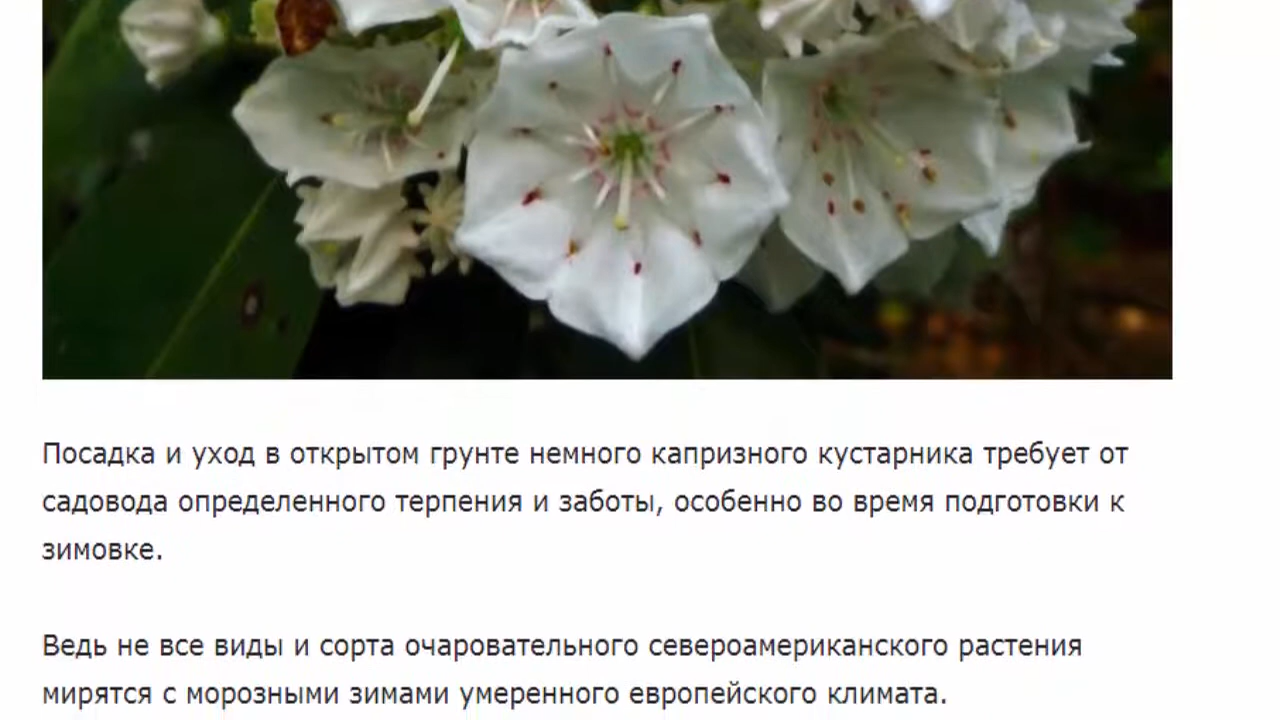 Посадка и уход в открытом грунте немного капризного кустарника требует от
садовода определенного терпения и заботы, особенно во время подготовки к
зимовке.
Ведь не все виды и сорта очаровательного североамериканского растения
мирятся с морозными зимами умеренного европейского климата.